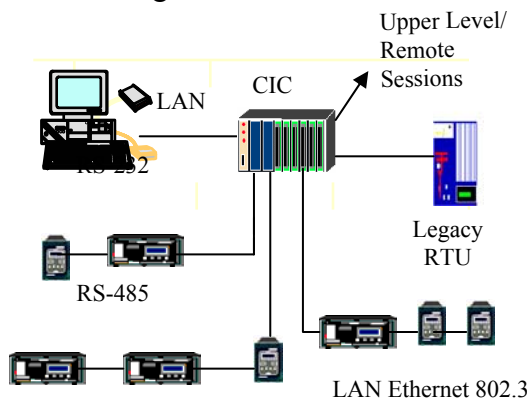 Upper Level/
Remote
Sessions
CIC
LAN
RS-232
Legacy
RTU
RS-485
LAN Ethernet 802.3